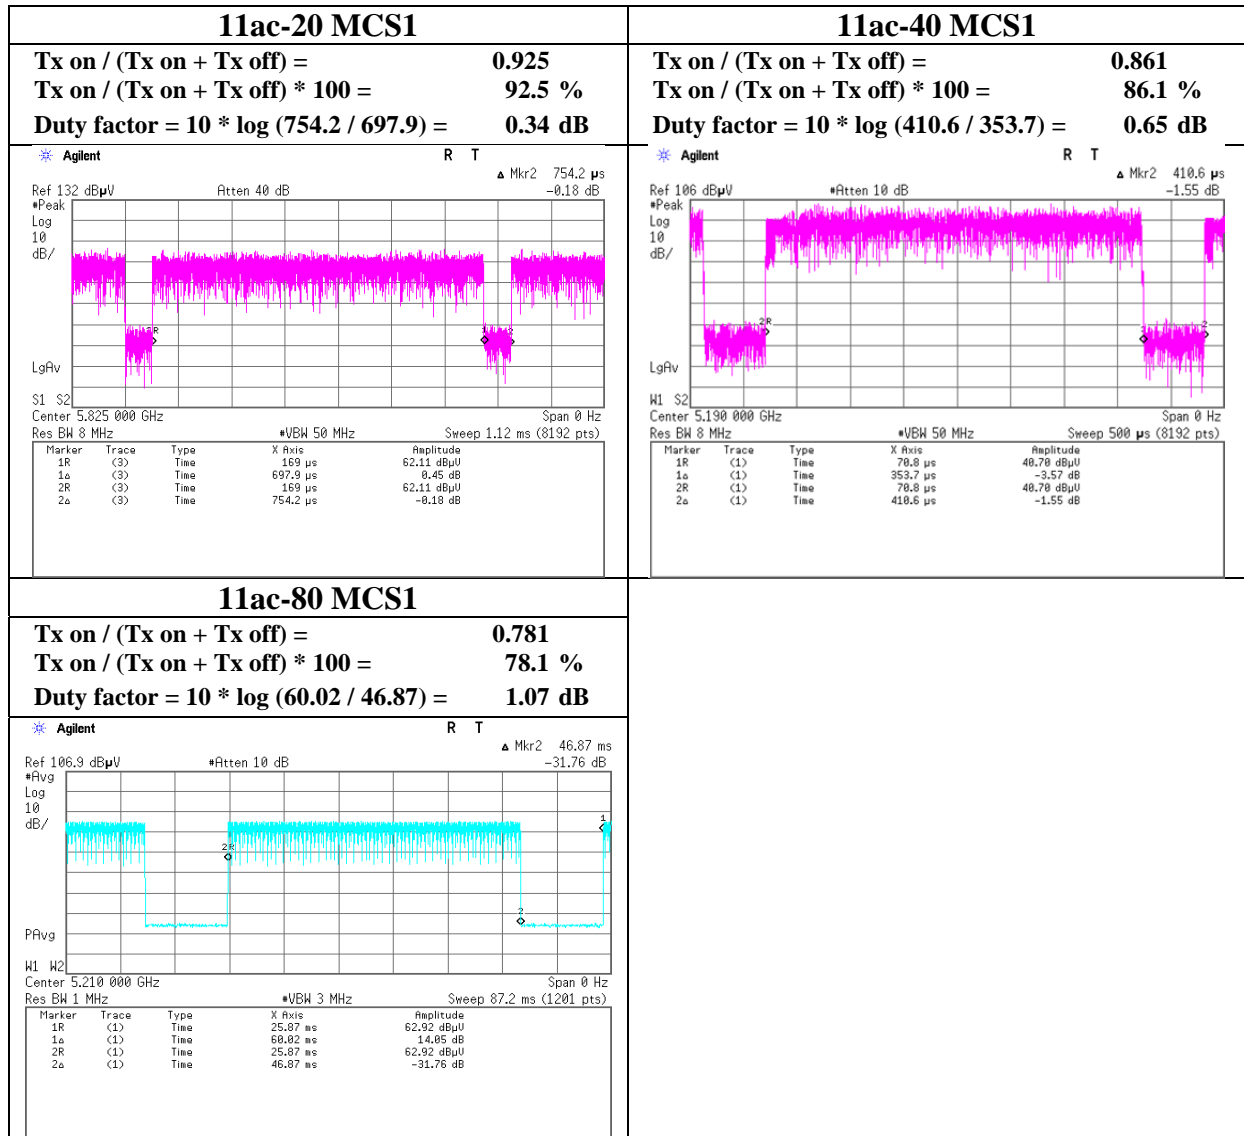 11ac-20 MCS1
Tx on / (Tx on + Tx off) = 0.925
Tx on / (Tx on + Tx off) * 100 = 92.5 %
Duty factor = 10 * log (754.2 / 697.9) = 0.34 dB
Agilent R T
Δ Mkr2 754.2 µs
Ref 132 dBµV Atten 40 dB -0.18 dB
#Peak
Log
10
dB/
2R
1
2
LgAv
S1 S2
Center 5.825 000 GHz Span 0 Hz
Res BW 8 MHz #VBW 50 MHz Sweep 1.12 ms (8192 pts)
Marker Trace Type X Axis Amplitude
1R (3) Time 169 µs 62.11 dBµV
1Δ (3) Time 697.9 µs 0.45 dB
2R (3) Time 169 µs 62.11 dBµV
2Δ (3) Time 754.2 µs -0.18 dB
11ac-40 MCS1
Tx on / (Tx on + Tx off) = 0.861
Tx on / (Tx on + Tx off) * 100 = 86.1 %
Duty factor = 10 * log (410.6 / 353.7) = 0.65 dB
Agilent R T
Δ Mkr2 410.6 µs
Ref 106 dBµV #Atten 10 dB -1.55 dB
#Peak
Log
10
dB/
2R
2
LgAv
W1 S2
Center 5.190 000 GHz Span 0 Hz
Res BW 8 MHz #VBW 50 MHz Sweep 500 µs (8192 pts)
Marker Trace Type X Axis Amplitude
1R (1) Time 70.8 µs 40.70 dBµV
1Δ (1) Time 353.7 µs -3.57 dB
2R (1) Time 70.8 µs 40.70 dBµV
2Δ (1) Time 410.6 µs -1.55 dB
11ac-80 MCS1
Tx on / (Tx on + Tx off) = 0.781
Tx on / (Tx on + Tx off) * 100 = 78.1 %
Duty factor = 10 * log (60.02 / 46.87) = 1.07 dB
Agilent R T
Δ Mkr2 46.87 ms
Ref 106.9 dBµV #Atten 10 dB -31.76 dB
#Avg
Log
10
dB/
1
2R
2
PAvg
W1 W2
Center 5.210 000 GHz Span 0 Hz
Res BW 1 MHz #VBW 3 MHz Sweep 87.2 ms (1201 pts)
Marker Trace Type X Axis Amplitude
1R (1) Time 25.87 ms 62.92 dBµV
1Δ (1) Time 60.02 ms 14.05 dB
2R (1) Time 25.87 ms 62.92 dBµV
2Δ (1) Time 46.87 ms -31.76 dB